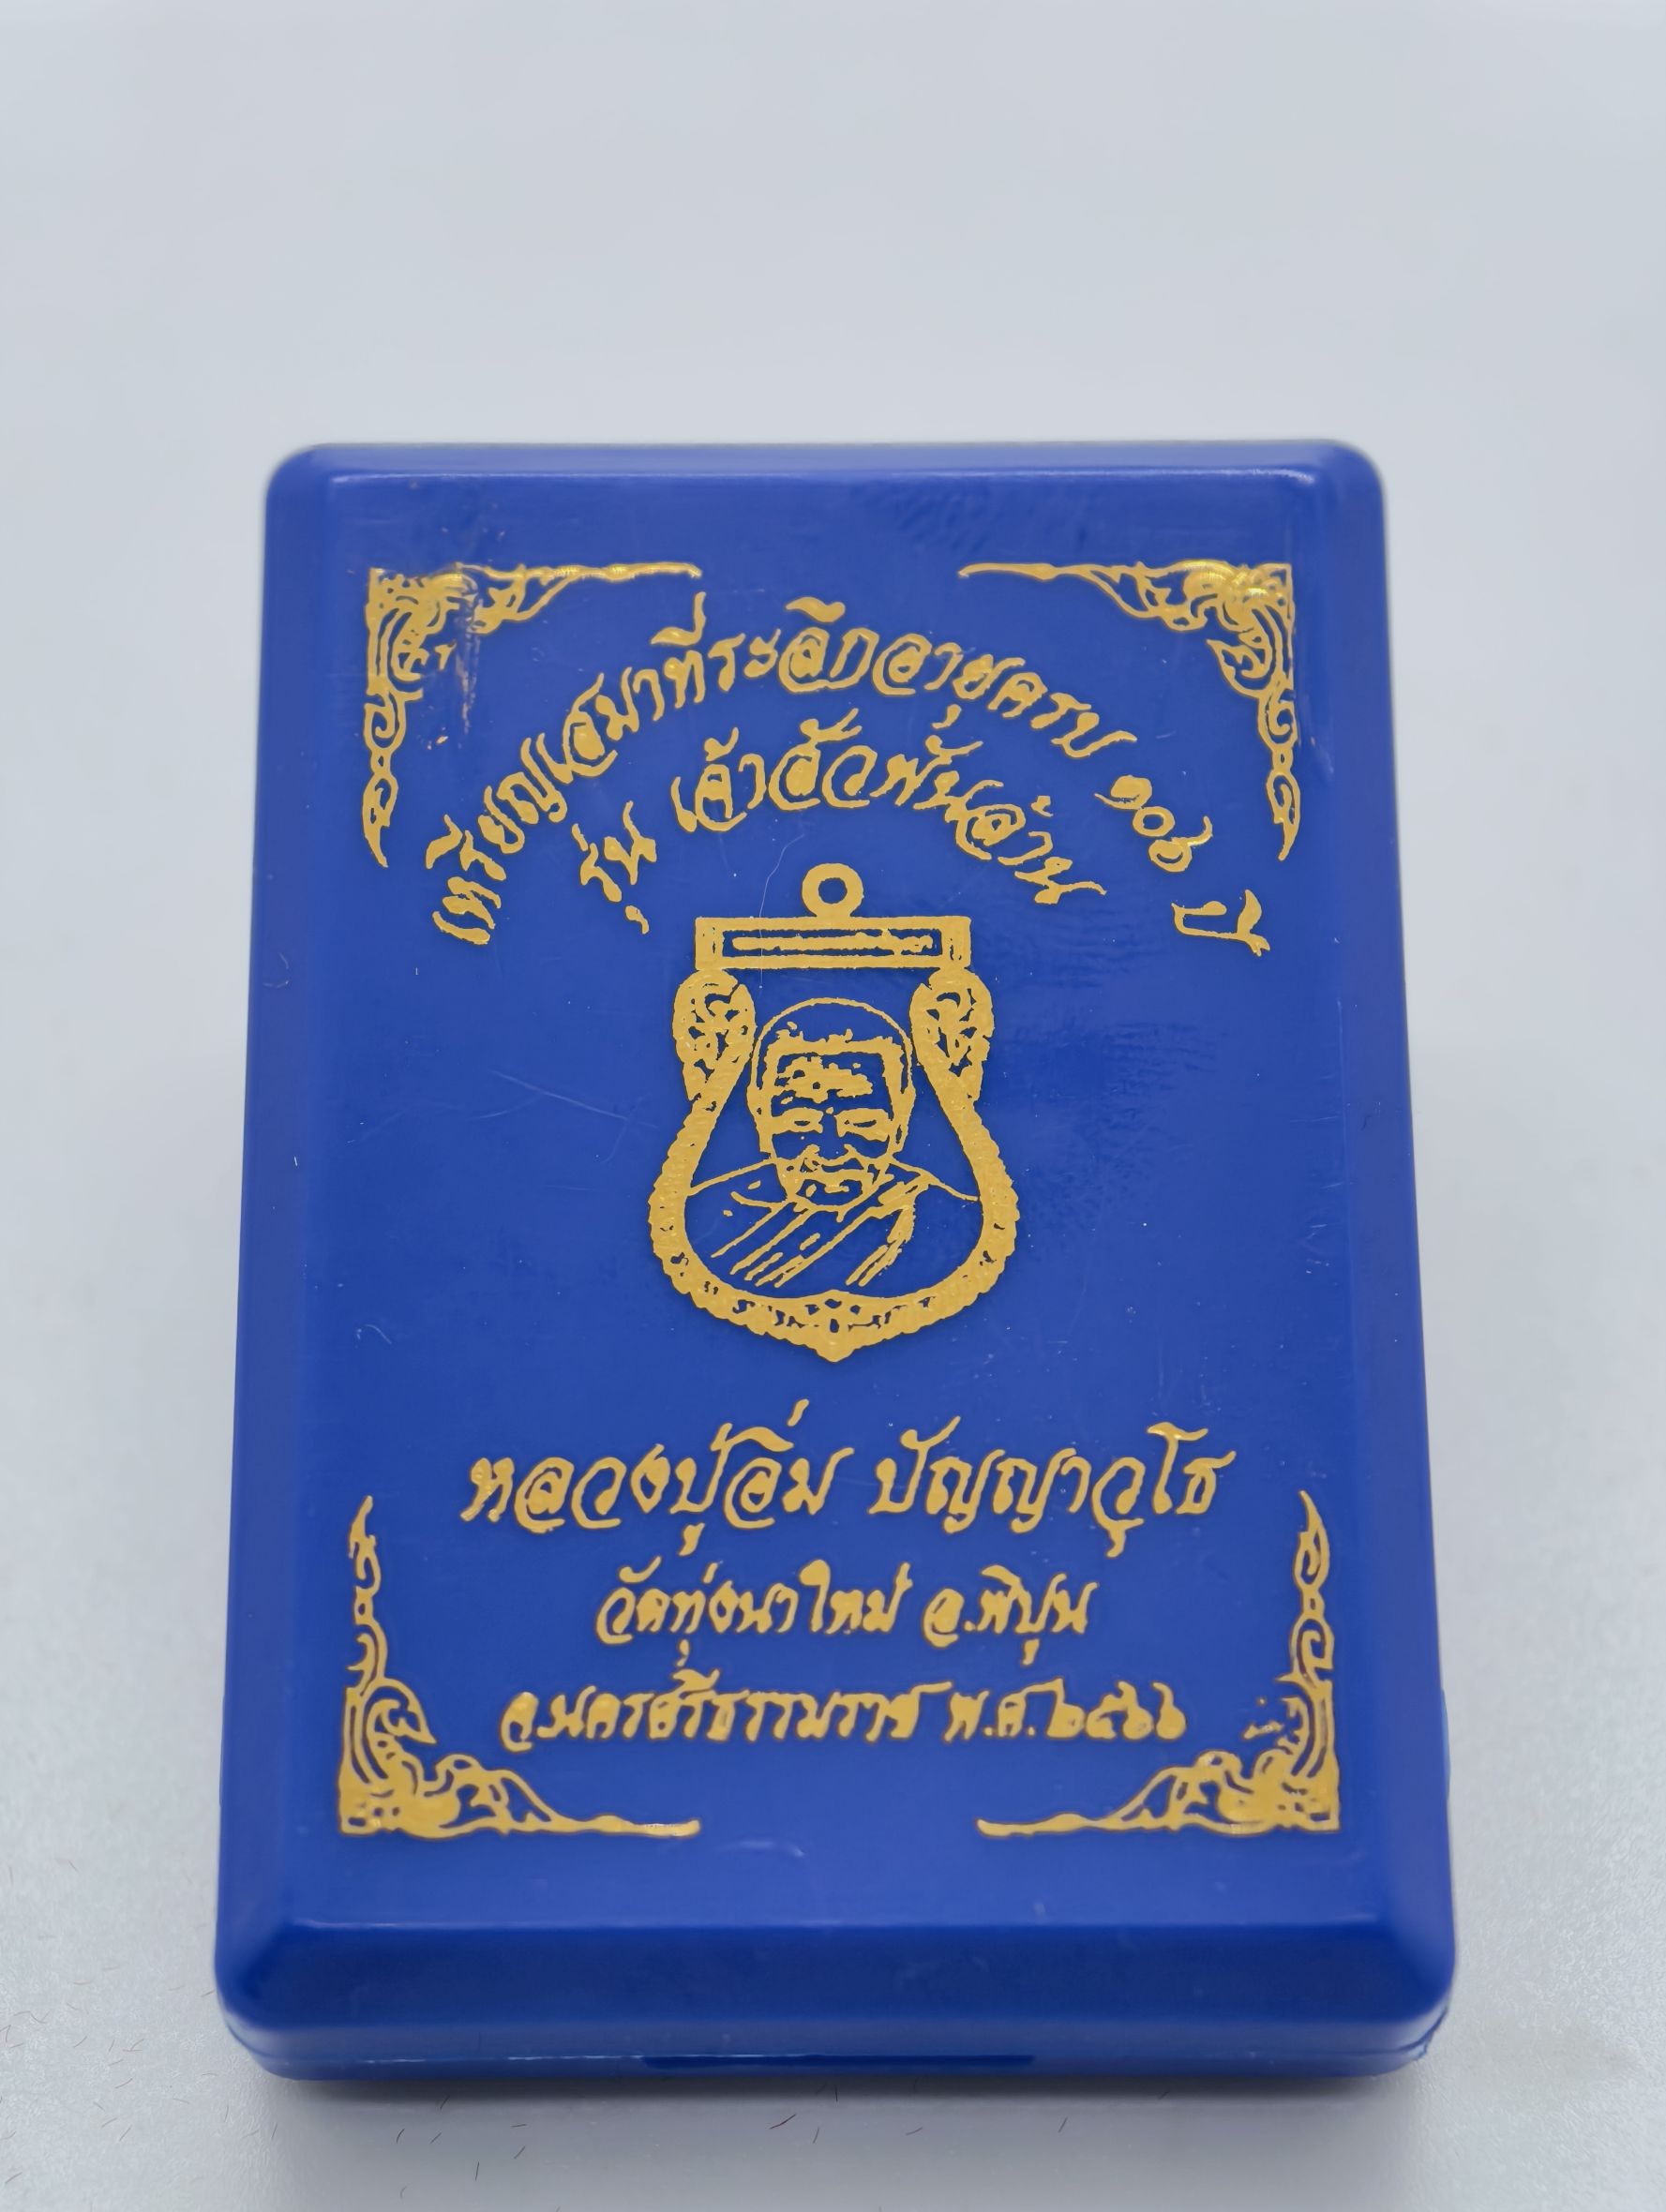 เหรียญเสมาที่ระลึกอายุครบ ๑๐๖ ปี
รุ่น เจ้าสัวพันล้าน
หลวงปู่อิ่ม ปัญญาวุโธ
วัดทุ่งนาใหม่ อ.พิปูน
จ.นครศรีธรรมราช พ.ศ.๒๕๖๖